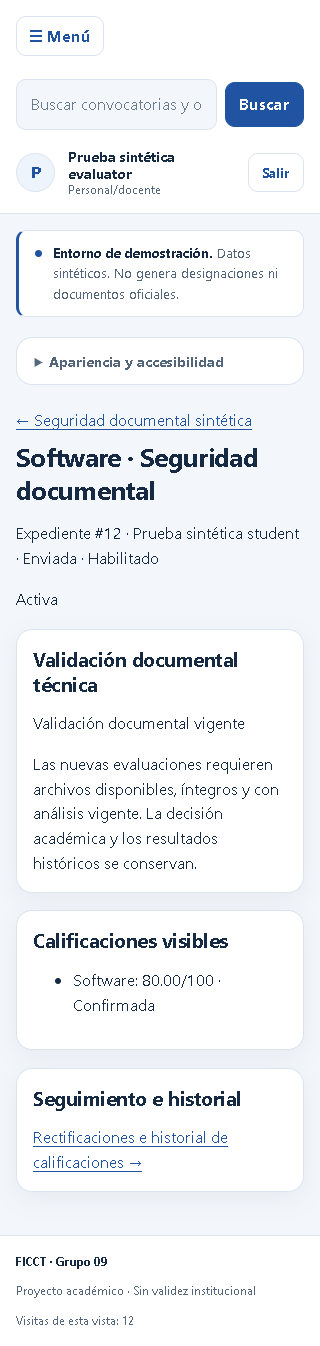 ☰ Menú
Buscar convocatorias y o
Buscar
P
Prueba sintética
evaluator
Personal/docente
Salir
Entorno de demostración. Datos
sintéticos. No genera designaciones ni
documentos oficiales.
▶ Apariencia y accesibilidad
← Seguridad documental sintética
Software · Seguridad
documental
Expediente #12 · Prueba sintética student
· Enviada · Habilitado
Activa
Validación documental
técnica
Validación documental vigente
Las nuevas evaluaciones requieren
archivos disponibles, íntegros y con
análisis vigente. La decisión
académica y los resultados
históricos se conservan.
Calificaciones visibles
• Software: 80.00/100 ·
Confirmada
Seguimiento e historial
Rectificaciones e historial de
calificaciones →
FICCT · Grupo 09
Proyecto académico · Sin validez institucional
Visitas de esta vista: 12